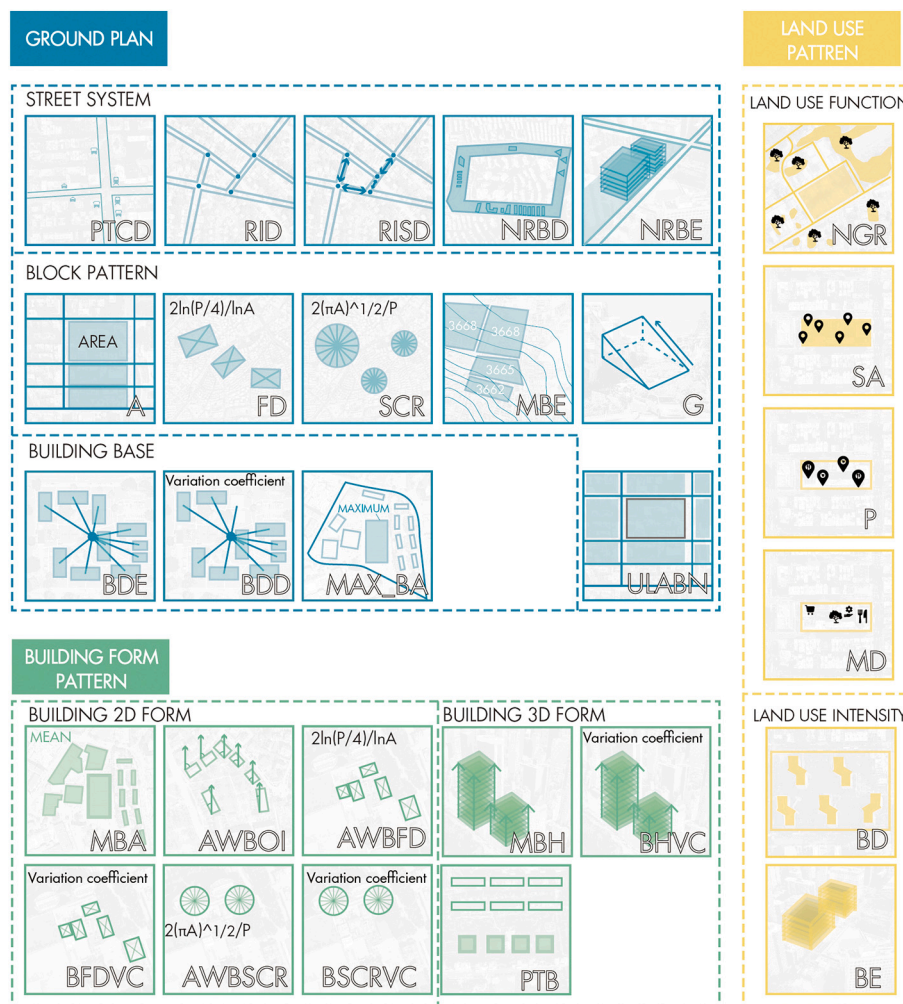 GROUND PLAN
STREET SYSTEM
PTCD
RID
RISD
NRBD
NRBE
BLOCK PATTERN
AREA
A
2ln(P/4)/lnA
FD
2(πA)^1/2/P
SCR
3668
3668
3665
3662
MBE
G
BUILDING BASE
BDE
Variation coefficient
BDD
MAXIMUM
MAX_BA
ULABN
BUILDING FORM
PATTERN
BUILDING 2D FORM
MEAN
MBA
AWBOI
2ln(P/4)/lnA
AWBFD
Variation coefficient
BFDVC
2(πA)^1/2/P
AWBSCR
Variation coefficient
BSCRVC
BUILDING 3D FORM
MBH
Variation coefficient
BHVC
PTB
LAND USE
PATTREN
LAND USE FUNCTION
NGR
SA
P
MD
LAND USE INTENSITY
BD
BE